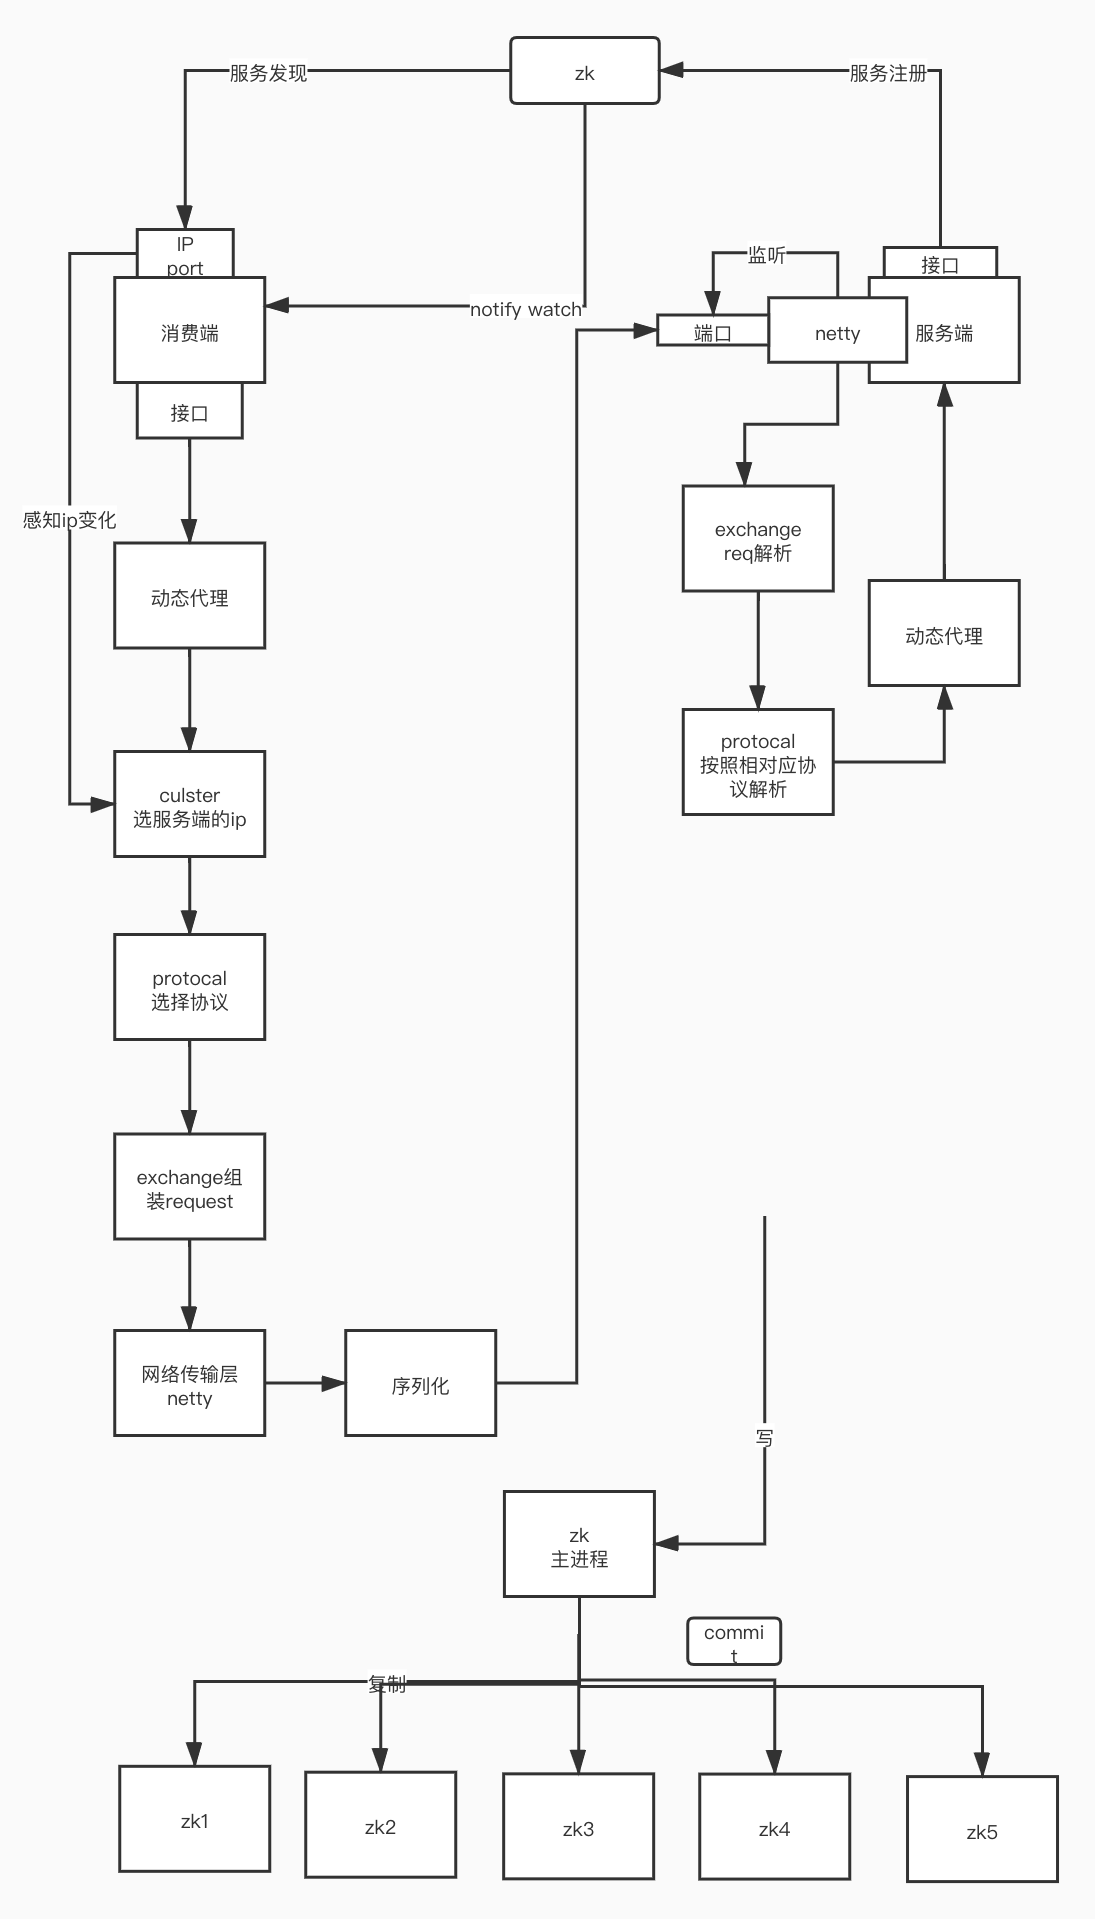 zk
服务发现
服务注册
IP
port
消费端
接口
notify watch
监听
端口
netty
接口
服务端
感知ip变化
动态代理
exchange
req解析
动态代理
protocal
按照相对应协
议解析
culster
选服务端的ip
protocal
选择协议
exchange组
装request
网络传输层
netty
序列化
写
zk
主进程
commi
t
复制
zk1
zk2
zk3
zk4
zk5